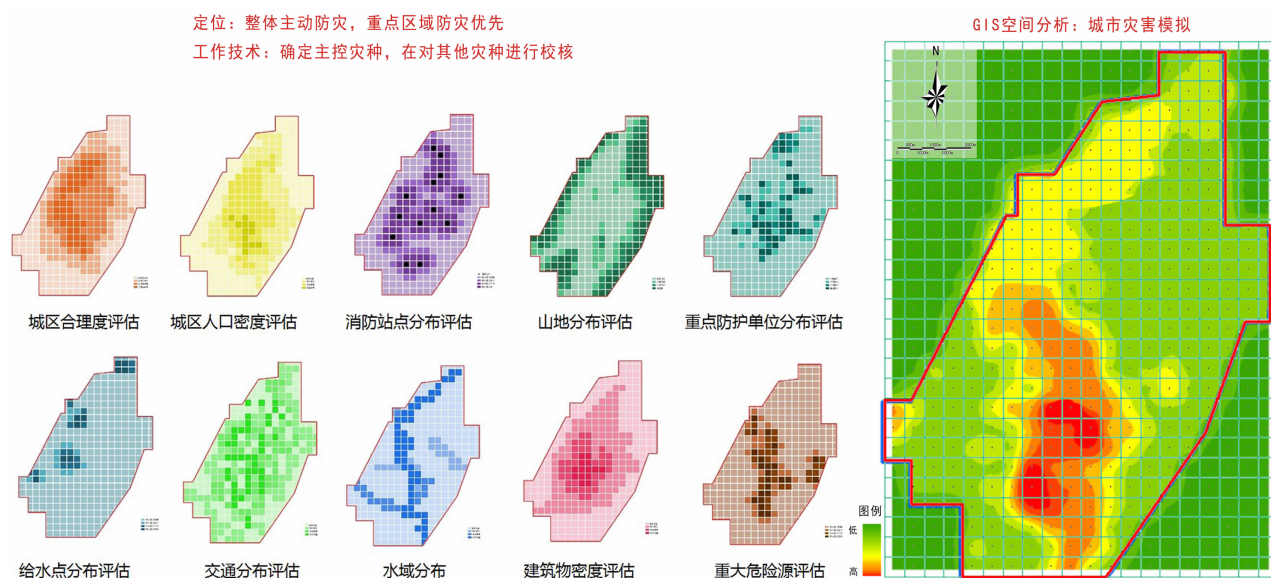 定位：整体主动防灾，重点区域防灾优先
工作技术：确定主控灾种，在对其他灾种进行校核
GIS空间分析：城市灾害模拟
N
城区合理度评估
城区人口密度评估
消防站点分布评估
山地分布评估
重点防护单位分布评估
给水点分布评估
交通分布评估
水域分布
建筑物密度评估
重大危险源评估
图例
低
高